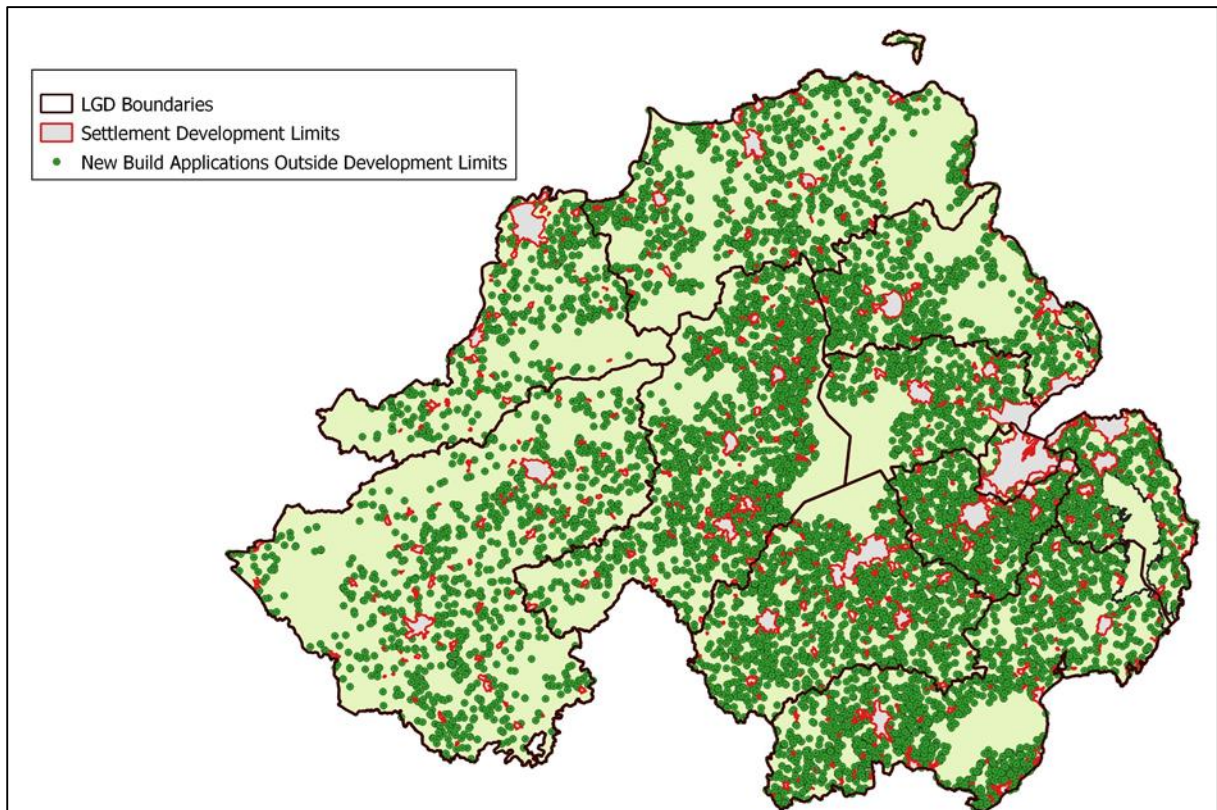 LGD Boundaries
Settlement Development Limits
New Build Applications Outside Development Limits